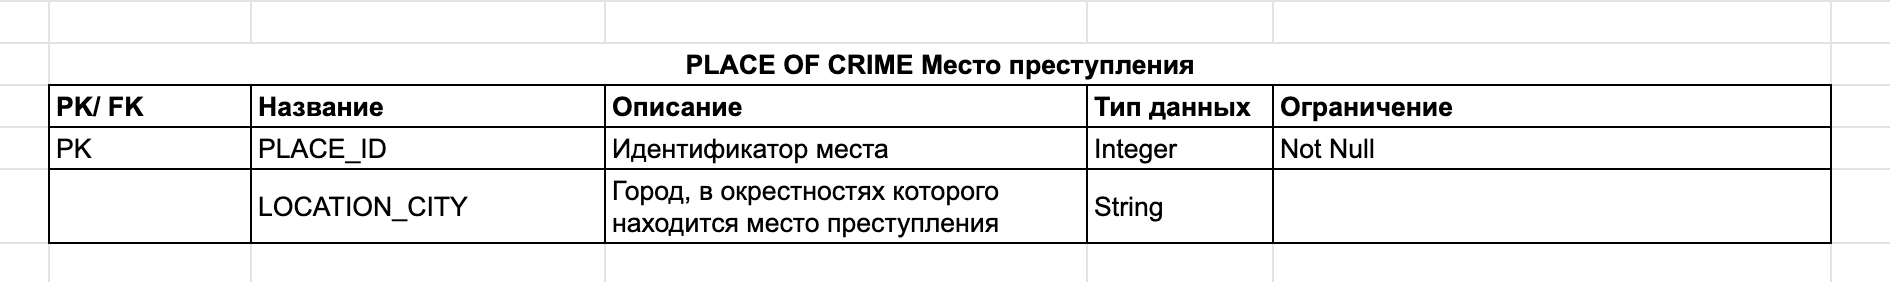 PLACE OF CRIME Место преступления
PK/ FK Название Описание Тип данных Ограничение
PK PLACE_ID Идентификатор места Integer Not Null
LOCATION_CITY Город, в окрестностях которого
находится место преступления String